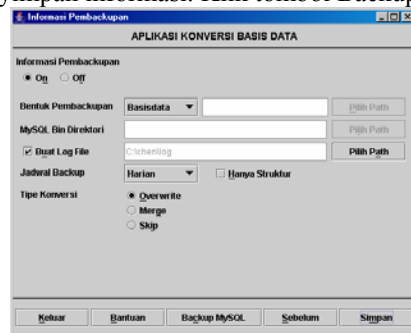 yimpan informasi. Klik tombol Backup
Informasi Pembackupan
APLIKASI KONVERSI BASIS DATA
Informasi Pembackupan
On Off
Bentuk Pembackupan Basisdata Pilih Path
MySQL Bin Direktori Pilih Path
Buat Log File C:\chen\log Pilih Path
Jadwal Backup Harian Hanya Struktur
Tipe Konversi Overwrite
Merge
Skip
Keluar Bantuan Backup MySQL Sebelum Simpan